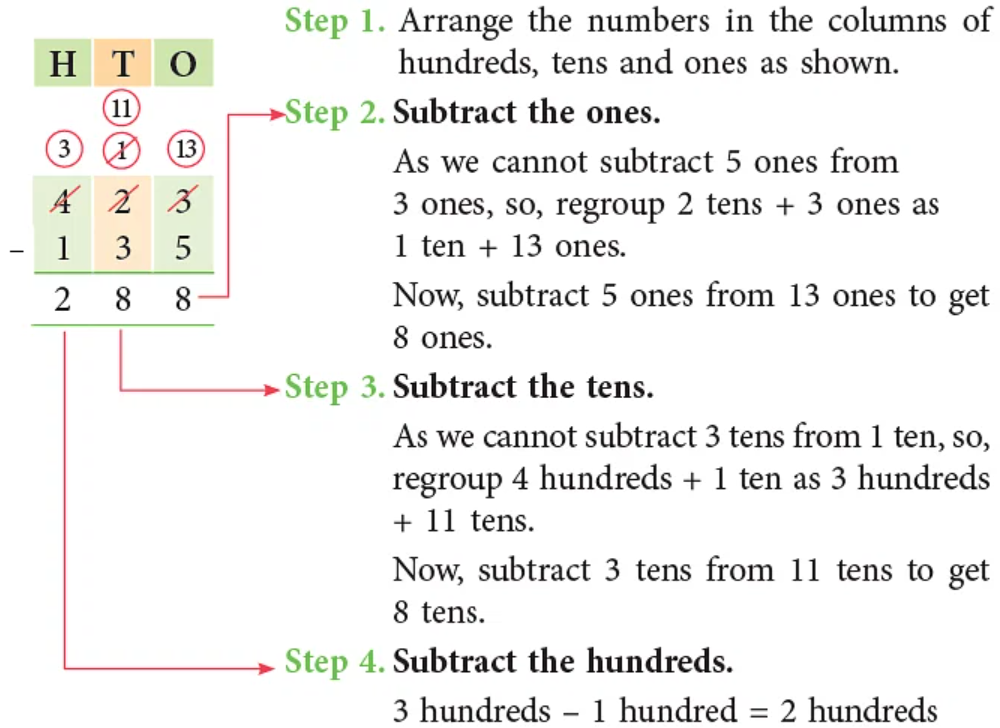 H T O
11
3 1 13
4 2 3
– 1 3 5
2 8 8
Step 1. Arrange the numbers in the columns of
hundreds, tens and ones as shown.
Step 2. Subtract the ones.
As we cannot subtract 5 ones from
3 ones, so, regroup 2 tens + 3 ones as
1 ten + 13 ones.
Now, subtract 5 ones from 13 ones to get
8 ones.
Step 3. Subtract the tens.
As we cannot subtract 3 tens from 1 ten, so,
regroup 4 hundreds + 1 ten as 3 hundreds
+ 11 tens.
Now, subtract 3 tens from 11 tens to get
8 tens.
Step 4. Subtract the hundreds.
3 hundreds – 1 hundred = 2 hundreds